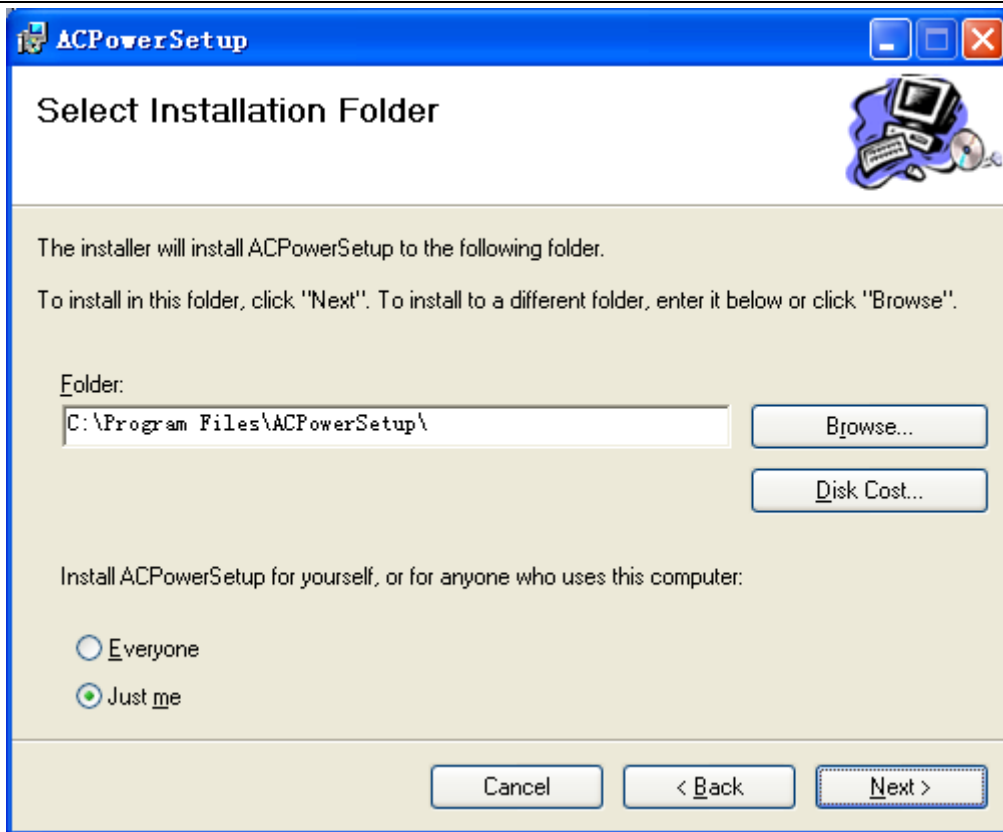 ACPowerSetup
Select Installation Folder
The installer will install ACPowerSetup to the following folder.
To install in this folder, click "Next". To install to a different folder, enter it below or click "Browse".
Folder:
C:\Program Files\ACPowerSetup\
Browse...
Disk Cost...
Install ACPowerSetup for yourself, or for anyone who uses this computer:
Everyone
Just me
Cancel < Back Next >